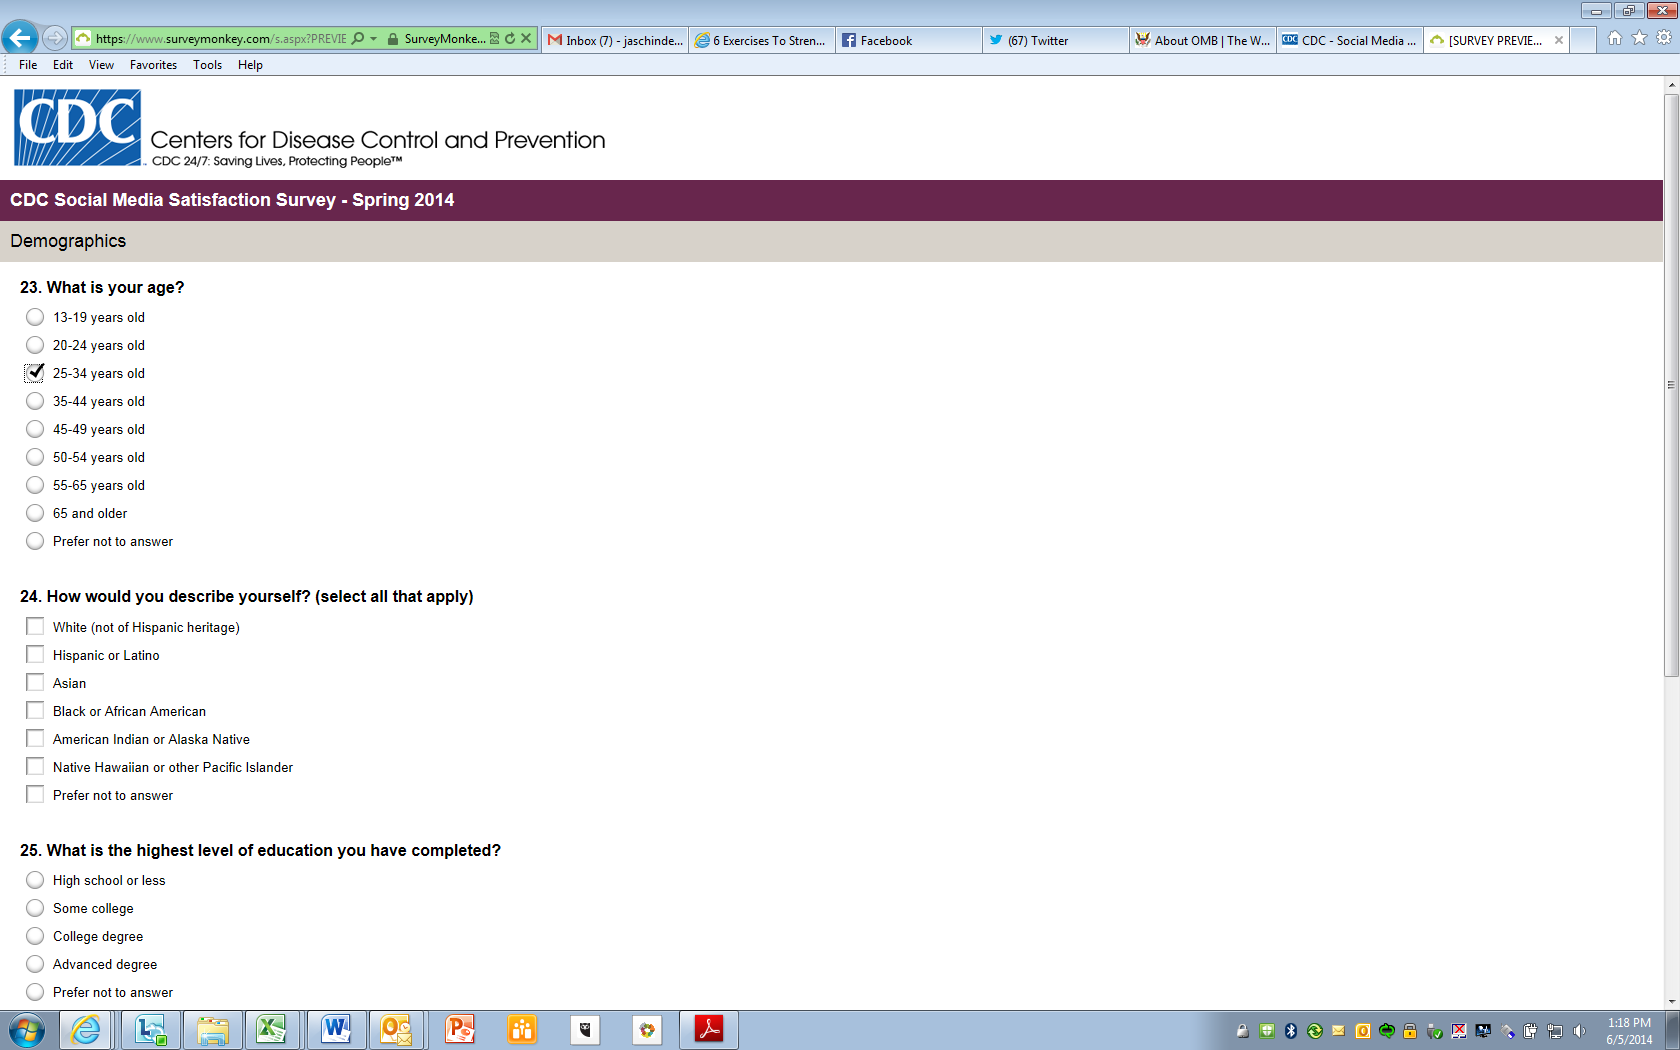 https://www.surveymonkey.com/s.aspx?PREVIE
SurveyMonke...
Inbox (7) - jaschinde...
6 Exercises To Stren...
Facebook
(67) Twitter
About OMB | The W...
CDC - Social Media ...
[SURVEY PREVIE...
File Edit View Favorites Tools Help
CDC
Centers for Disease Control and Prevention
CDC 24/7: Saving Lives, Protecting People™
CDC Social Media Satisfaction Survey - Spring 2014
Demographics
23. What is your age?
13-19 years old
20-24 years old
25-34 years old
35-44 years old
45-49 years old
50-54 years old
55-65 years old
65 and older
Prefer not to answer
24. How would you describe yourself? (select all that apply)
White (not of Hispanic heritage)
Hispanic or Latino
Asian
Black or African American
American Indian or Alaska Native
Native Hawaiian or other Pacific Islander
Prefer not to answer
25. What is the highest level of education you have completed?
High school or less
Some college
College degree
Advanced degree
Prefer not to answer
1:18 PM
6/5/2014